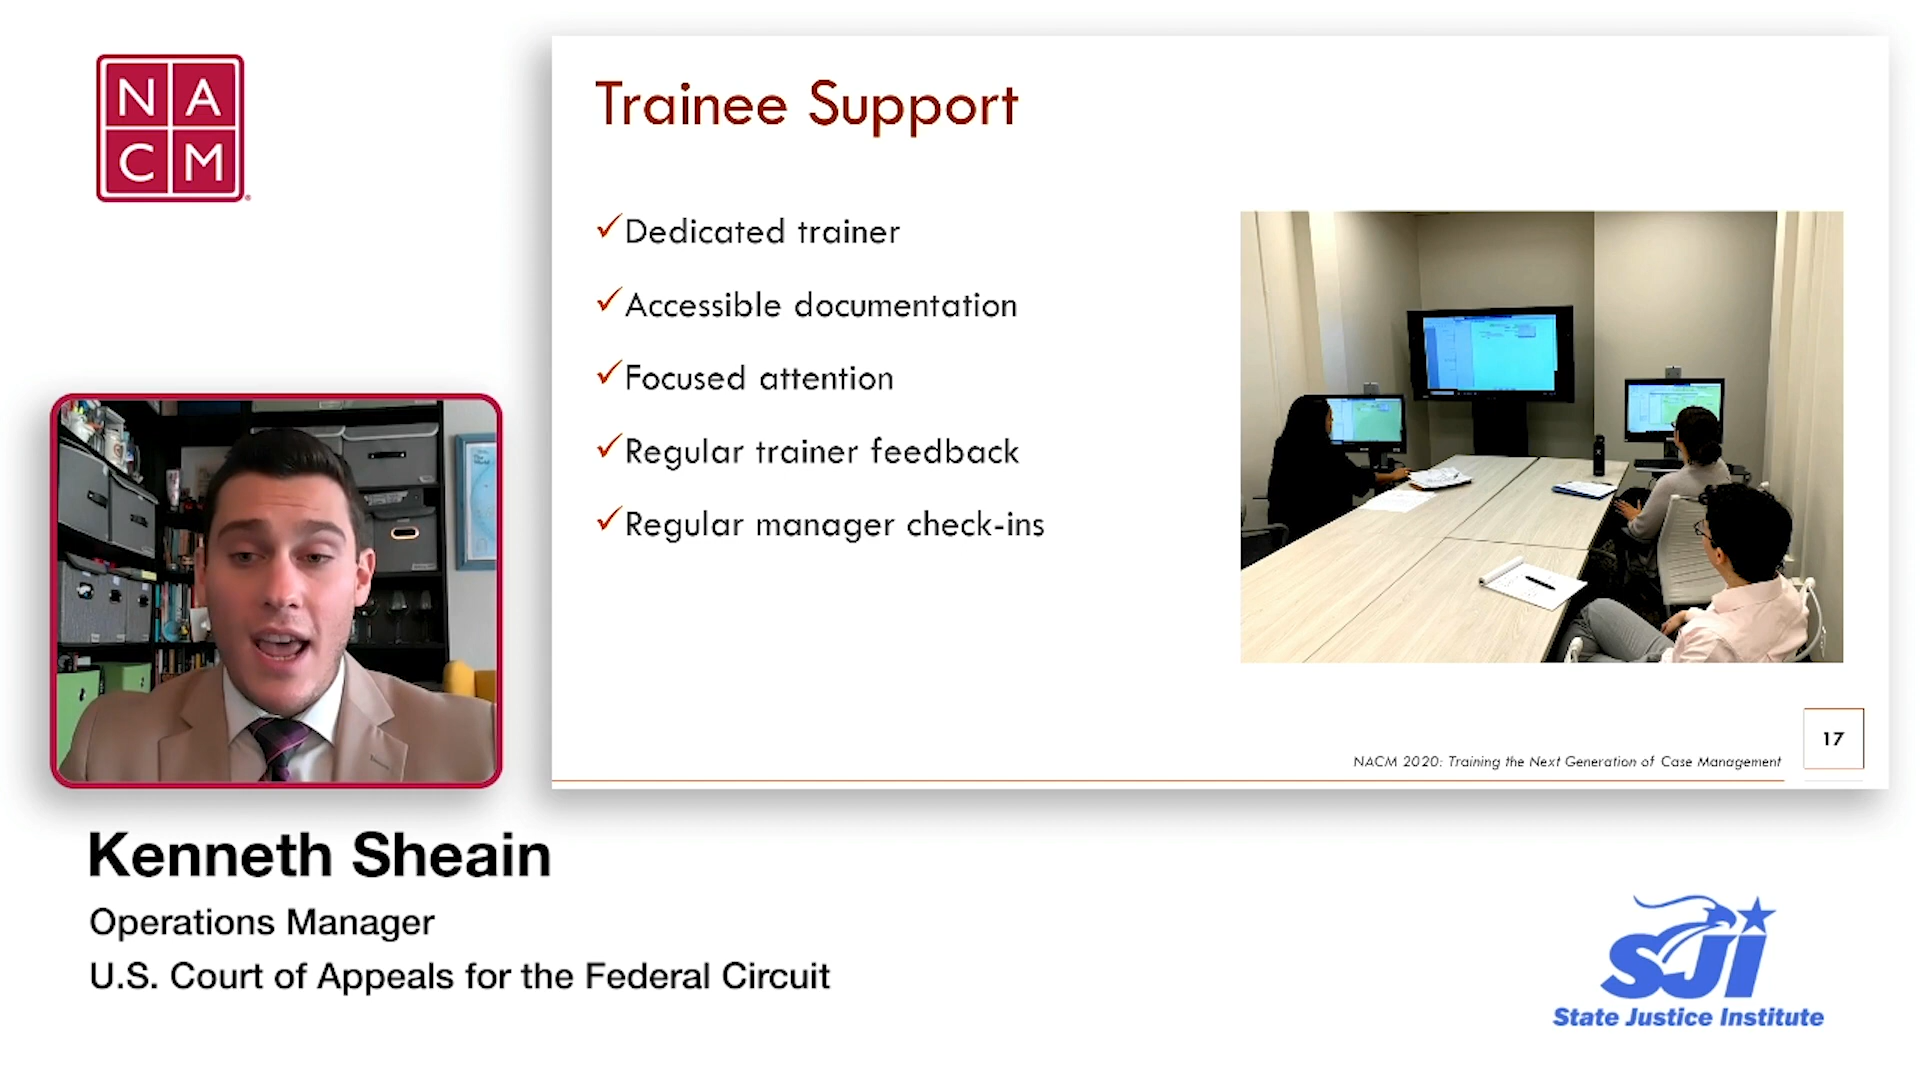 NA
CM
Trainee Support
✓Dedicated trainer
✓Accessible documentation
✓Focused attention
✓Regular trainer feedback
✓Regular manager check-ins
NACM 2020: Training the Next Generation of Case Management
17
Kenneth Sheain
Operations Manager
U.S. Court of Appeals for the Federal Circuit
SJI
State Justice Institute